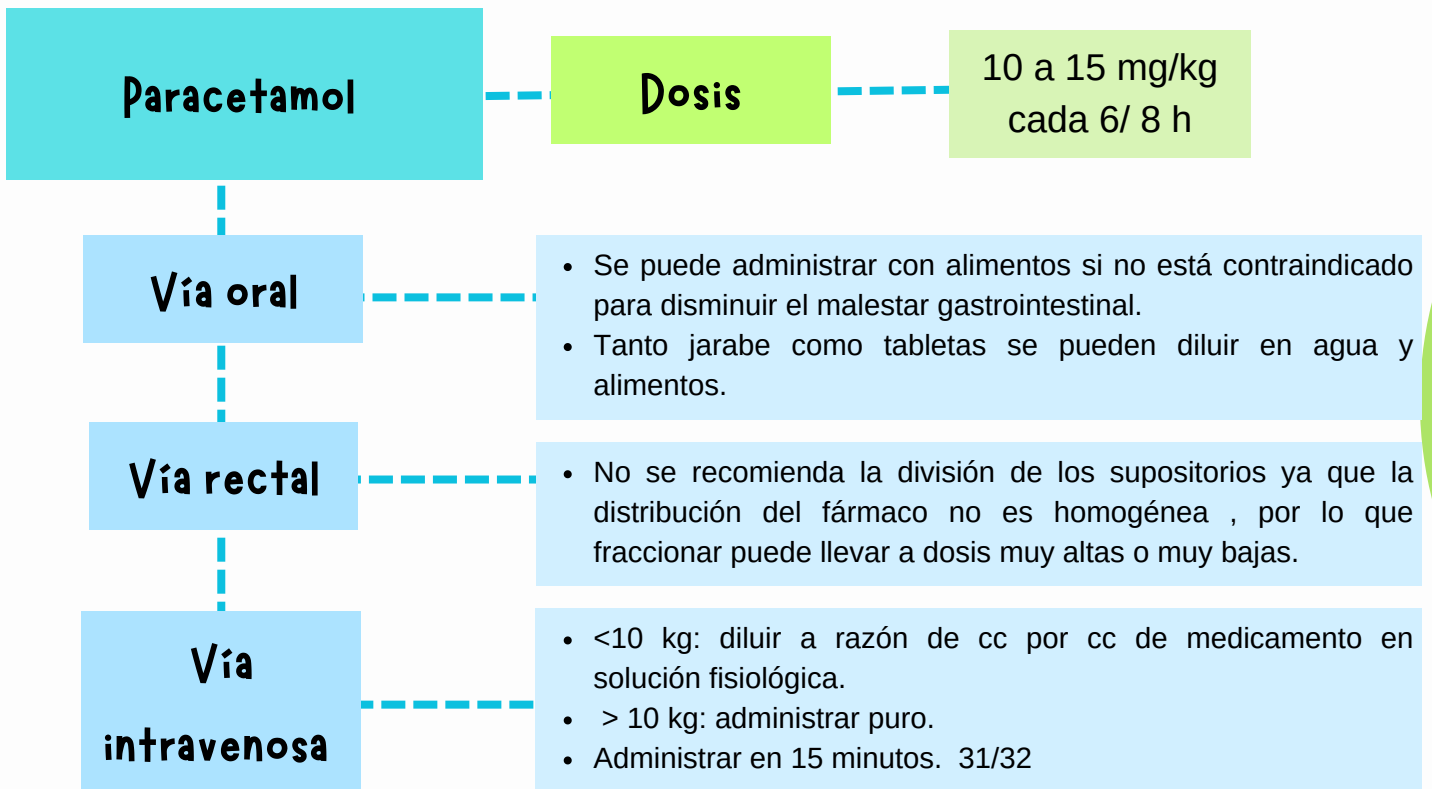 Paracetamol
Dosis
10 a 15 mg/kg
cada 6/ 8 h
Vía oral
• Se puede administrar con alimentos si no está contraindicado
para disminuir el malestar gastrointestinal.
• Tanto jarabe como tabletas se pueden diluir en agua y
alimentos.
Vía rectal
• No se recomienda la división de los supositorios ya que la
distribución del fármaco no es homogénea , por lo que
fraccionar puede llevar a dosis muy altas o muy bajas.
Vía
intravenosa
• <10 kg: diluir a razón de cc por cc de medicamento en
solución fisiológica.
• > 10 kg: administrar puro.
• Administrar en 15 minutos. 31/32